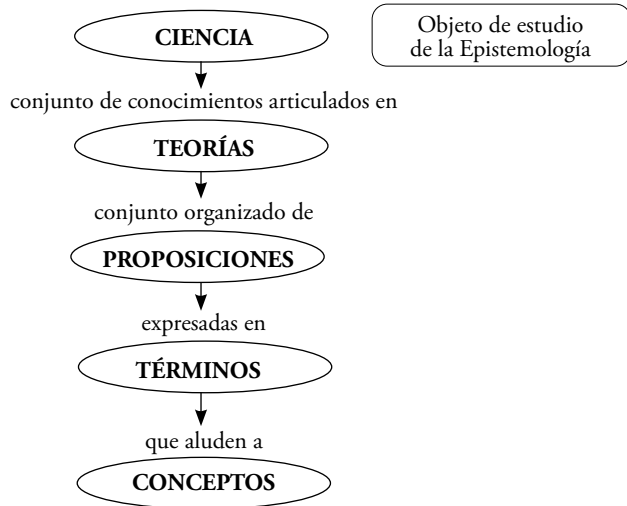 CIENCIA
Objeto de estudio
de la Epistemología
conjunto de conocimientos articulados en
TEORÍAS
conjunto organizado de
PROPOSICIONES
expresadas en
TÉRMINOS
que aluden a
CONCEPTOS